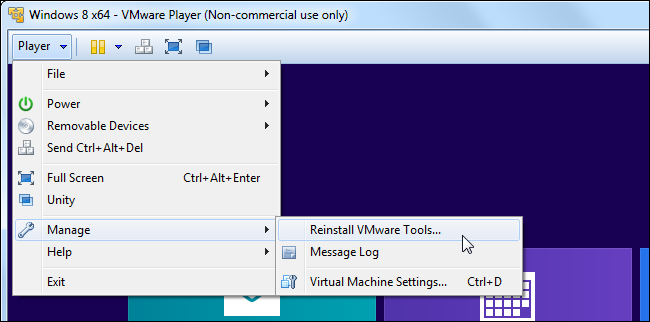 Windows 8 x64 - VMware Player (Non-commercial use only)
Player
File
Power
Removable Devices
Send Ctrl+Alt+Del
Full Screen Ctrl+Alt+Enter
Unity
Manage
Reinstall VMware Tools...
Help
Message Log
Exit
Virtual Machine Settings... Ctrl+D